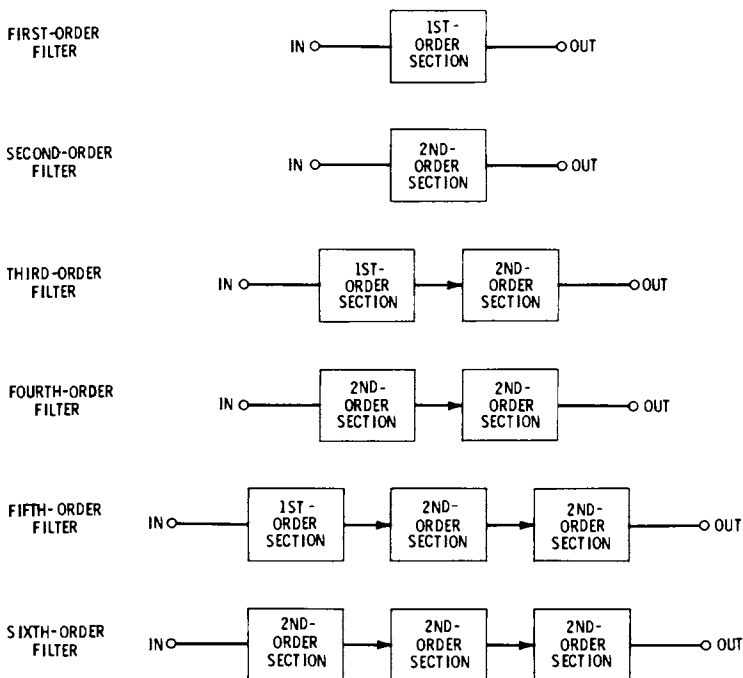 FIRST-ORDER
FILTER
IN
1ST-
ORDER
SECTION
OUT
SECOND-ORDER
FILTER
IN
2ND-
ORDER
SECTION
OUT
THIRD-ORDER
FILTER
IN
1ST-
ORDER
SECTION
2ND-
ORDER
SECTION
OUT
FOURTH-ORDER
FILTER
IN
2ND-
ORDER
SECTION
2ND-
ORDER
SECTION
OUT
FIFTH-ORDER
FILTER
IN
1ST-
ORDER
SECTION
2ND-
ORDER
SECTION
2ND-
ORDER
SECTION
OUT
SIXTH-ORDER
FILTER
IN
2ND-
ORDER
SECTION
2ND-
ORDER
SECTION
2ND-
ORDER
SECTION
OUT